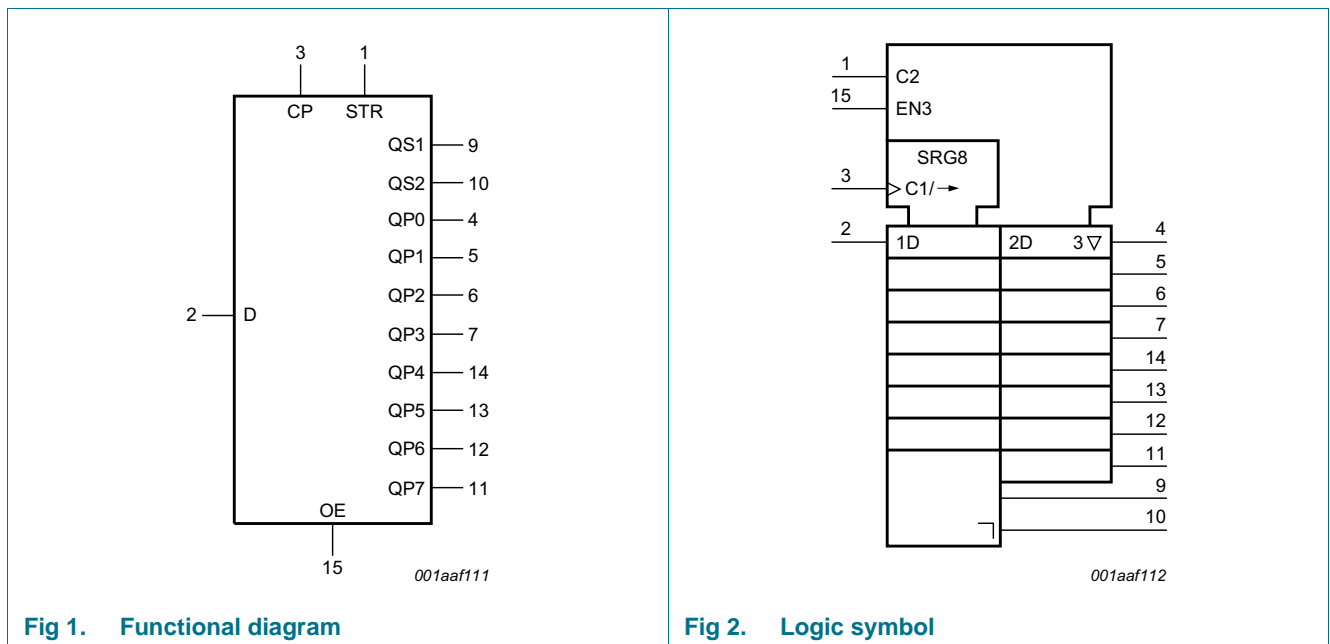 3 1
CP STR
QS1 9
QS2 10
QP0 4
QP1 5
QP2 6
2 D
QP3 7
QP4 14
QP5 13
QP6 12
QP7 11
OE
15
001aaf111
Fig 1. Functional diagram
1 C2
15 EN3
SRG8
3 C1/→
2 1D 2D 3 ▽ 4
5
6
7
14
13
12
11
9
10
001aaf112
Fig 2. Logic symbol